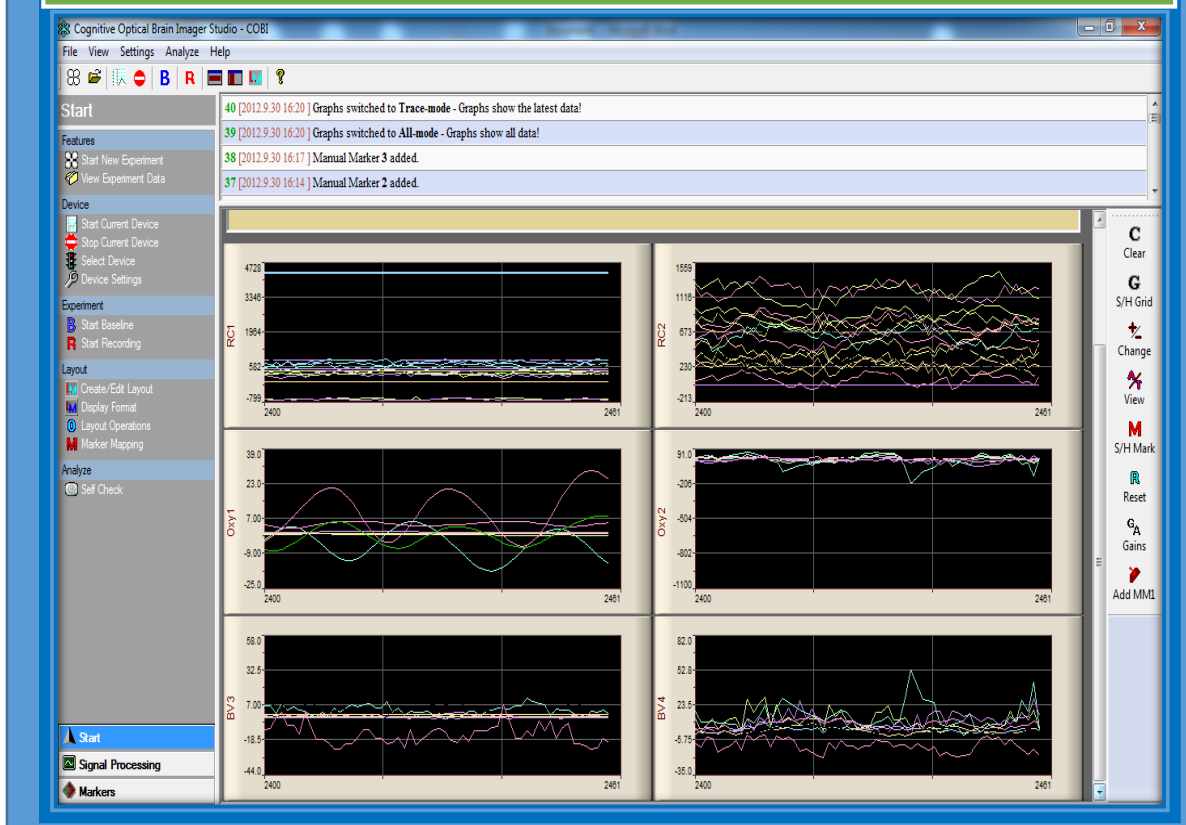 Cognitive Optical Brain Imager Studio - COBI
File View Settings Analyze Help
B R
Start
Features
Start New Experiment
View Experiment Data
Device
Start Current Device
Stop Current Device
Select Device
Device Settings
Experiment
B Start Baseline
R Start Recording
Layout
Create/Edit Layout
Display Format
Layout Operations
M Marker Mapping
Analyze
Self Check
Start
Signal Processing
Markers
40 [2012.9.30 16:20 ] Graphs switched to Trace-mode - Graphs show the latest data!
39 [2012.9.30 16:20 ] Graphs switched to All-mode - Graphs show all data!
38 [2012.9.30 16:17 ] Manual Marker 3 added.
37 [2012.9.30 16:14 ] Manual Marker 2 added.
RC1
4728
3346
1964
582
-799
2400 2461
RC2
1559
1116
673
230
-213
2400 2461
Oxy1
39.0
23.0
7.00
-9.00
-25.0
2400 2461
Oxy2
91.0
-206
-504
-802
-1100
2400 2461
BV3
58.0
32.5
7.00
-18.5
-44.0
2400 2461
BV4
82.0
52.8
23.5
-5.75
-35.0
2400 2461
C
Clear
G
S/H Grid
Change
View
M
S/H Mark
R
Reset
GA
Gains
Add MM1